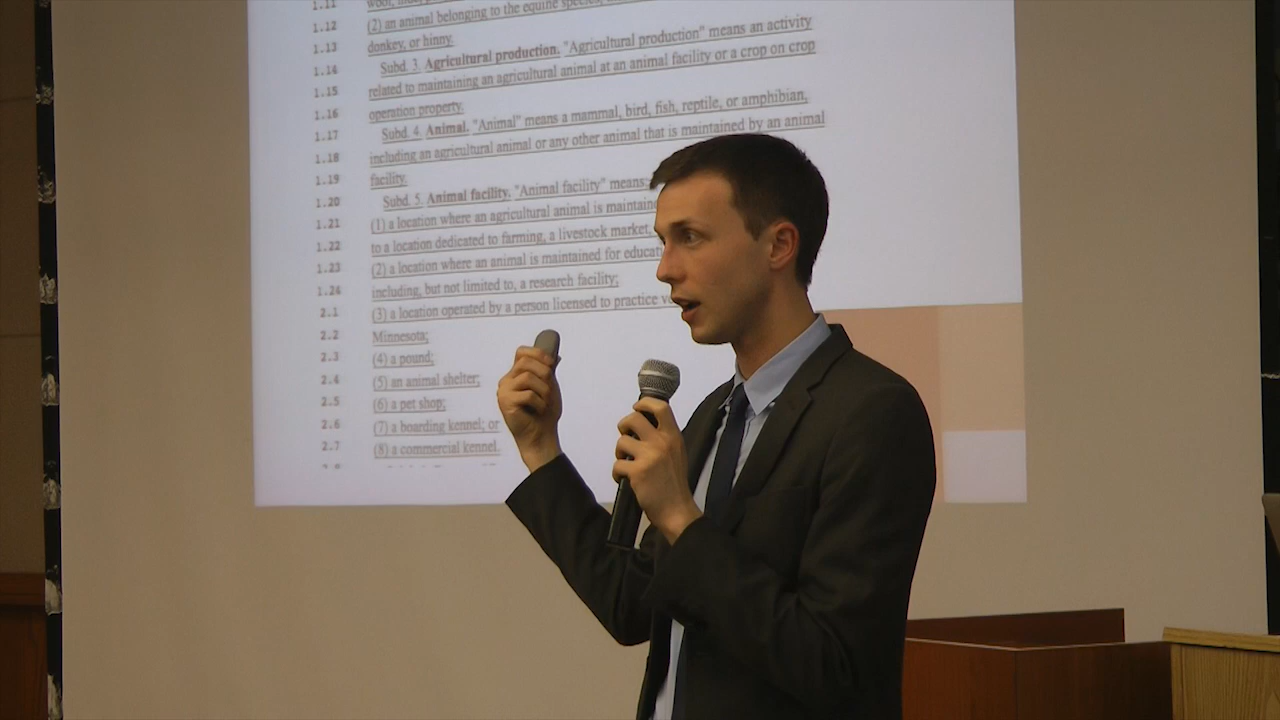 1.11
1.12 (2) an animal belonging to the equine species,
1.13 donkey, or hinny.
1.14 Subd. 3. Agricultural production. "Agricultural production" means an activity
1.15 related to maintaining an agricultural animal at an animal facility or a crop on crop
1.16 operation property.
1.17 Subd. 4. Animal. "Animal" means a mammal, bird, fish, reptile, or amphibian,
1.18 including an agricultural animal or any other animal that is maintained by an animal
1.19 facility.
1.20 Subd. 5. Animal facility. "Animal facility" means
1.21 (1) a location where an agricultural animal is maintaine
1.22 to a location dedicated to farming, a livestock market,
1.23 (2) a location where an animal is maintained for educat
1.24 including, but not limited to, a research facility;
2.1 (3) a location operated by a person licensed to practice v
2.2 Minnesota;
2.3 (4) a pound;
2.4 (5) an animal shelter;
2.5 (6) a pet shop;
2.6 (7) a boarding kennel; or
2.7 (8) a commercial kennel.